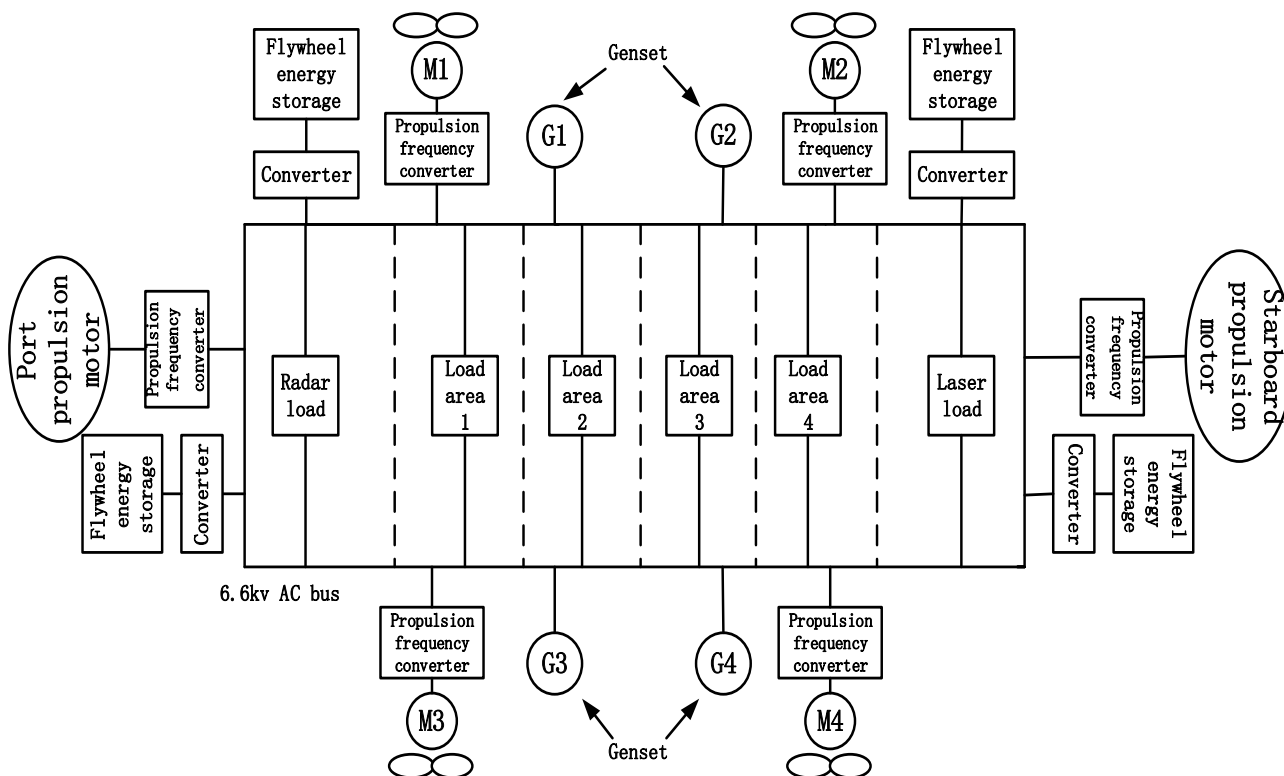 Flywheel
energy
storage
Converter
M1
Propulsion
frequency
converter
Genset
G1
G2
M2
Propulsion
frequency
converter
Flywheel
energy
storage
Converter
Port
propulsion
motor
Propulsion
frequency
converter
Flywheel
energy
storage
Converter
Radar
load
Load
area
1
Load
area
2
Load
area
3
Load
area
4
Laser
load
Propulsion
frequency
converter
Starboard
propulsion
motor
Converter
Flywheel
energy
storage
6.6kv AC bus
Propulsion
frequency
converter
M3
G3
G4
Genset
Propulsion
frequency
converter
M4